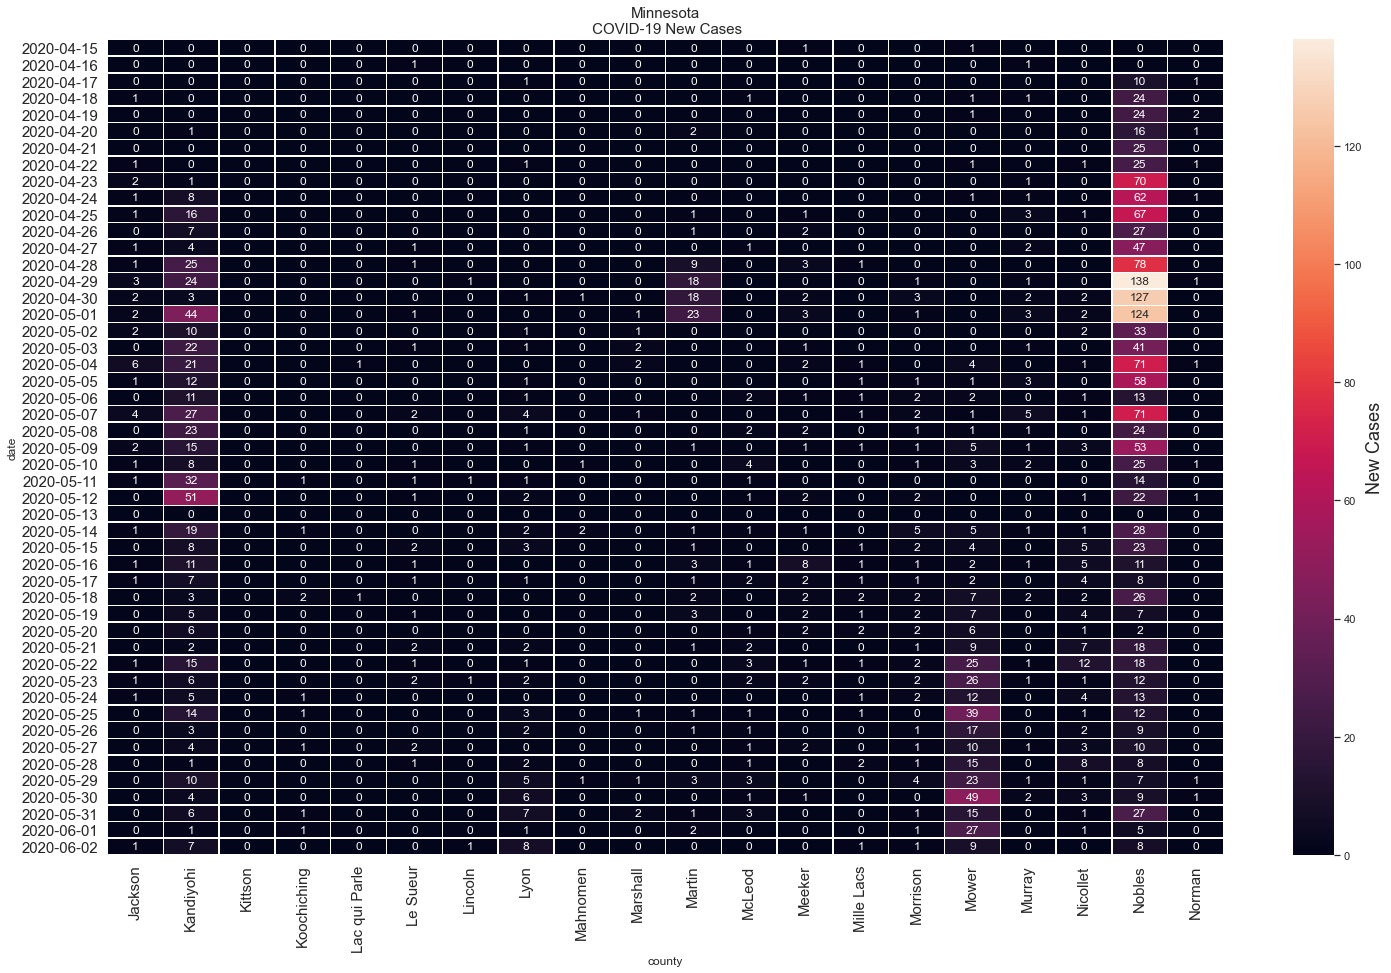 Minnesota
COVID-19 New Cases
2020-04-15 0 0 0 0 0 0 0 0 0 0 0 0 1 0 0 1 0 0 0 0
2020-04-16 0 0 0 0 0 1 0 0 0 0 0 0 0 0 0 0 1 0 0 0
2020-04-17 0 0 0 0 0 0 0 1 0 0 0 0 0 0 0 0 0 0 10 1
2020-04-18 1 0 0 0 0 0 0 0 0 0 0 1 0 0 0 1 1 0 24 0
2020-04-19 0 0 0 0 0 0 0 0 0 0 0 0 0 0 0 1 0 0 24 2
2020-04-20 0 1 0 0 0 0 0 0 0 0 2 0 0 0 0 0 0 0 16 1
2020-04-21 0 0 0 0 0 0 0 0 0 0 0 0 0 0 0 0 0 0 25 0
2020-04-22 1 0 0 0 0 0 0 1 0 0 0 0 0 0 0 1 0 1 25 1
2020-04-23 2 1 0 0 0 0 0 0 0 0 0 0 0 0 0 0 1 0 70 0
2020-04-24 1 8 0 0 0 0 0 0 0 0 0 0 0 0 0 1 1 0 62 1
2020-04-25 1 16 0 0 0 0 0 0 0 0 1 0 1 0 0 0 3 1 67 0
2020-04-26 0 7 0 0 0 0 0 0 0 0 1 0 2 0 0 0 0 0 27 0
2020-04-27 1 4 0 0 0 1 0 0 0 0 0 1 0 0 0 0 2 0 47 0
2020-04-28 1 25 0 0 0 1 0 0 0 0 9 0 3 1 0 0 0 0 78 0
2020-04-29 3 24 0 0 0 0 1 0 0 0 18 0 0 0 1 0 1 0 138 1
2020-04-30 2 3 0 0 0 0 0 1 1 0 18 0 2 0 3 0 2 2 127 0
2020-05-01 2 44 0 0 0 1 0 0 0 1 23 0 3 0 1 0 3 2 124 0
2020-05-02 2 10 0 0 0 0 0 1 0 1 0 0 0 0 0 0 0 2 33 0
2020-05-03 0 22 0 0 0 1 0 1 0 2 0 0 1 0 0 0 1 0 41 0
2020-05-04 6 21 0 0 1 0 0 0 0 2 0 0 2 1 0 4 0 1 71 1
2020-05-05 1 12 0 0 0 0 0 1 0 0 0 0 0 0 1 1 3 0 58 0
2020-05-06 0 11 0 0 0 0 0 1 0 0 0 2 1 1 2 2 0 1 13 0
2020-05-07 4 27 0 0 0 2 0 4 0 1 0 0 0 1 2 1 5 1 71 0
2020-05-08 0 23 0 0 0 0 0 1 0 0 0 2 2 0 1 1 1 0 24 0
2020-05-09 2 15 0 0 0 0 0 1 0 0 1 0 1 1 1 5 1 3 53 0
2020-05-10 1 8 0 0 0 1 0 0 1 0 0 4 0 0 1 3 2 0 25 1
2020-05-11 1 32 0 1 0 1 1 1 0 0 0 1 0 0 0 0 0 0 14 0
2020-05-12 0 51 0 0 0 0 0 2 0 0 0 1 2 0 2 0 0 1 22 1
2020-05-13 0 0 0 0 0 0 0 0 0 0 0 0 0 0 0 0 0 0 0 0
2020-05-14 1 19 0 1 0 0 0 2 2 0 1 1 1 0 5 5 1 1 28 0
2020-05-15 0 8 0 0 0 2 0 3 0 0 1 0 0 1 2 4 0 5 23 0
2020-05-16 1 11 0 0 0 1 0 0 0 0 3 1 8 1 1 2 1 5 11 0
2020-05-17 1 7 0 0 0 1 0 1 0 0 1 2 2 1 1 2 0 4 8 0
2020-05-18 0 3 0 2 1 0 0 0 0 0 2 0 2 2 2 7 2 2 26 0
2020-05-19 0 5 0 0 0 1 0 0 0 0 3 0 2 1 2 7 0 4 7 0
2020-05-20 0 6 0 0 0 0 0 0 0 0 0 1 2 2 2 6 0 1 2 0
2020-05-21 0 2 0 0 0 2 0 2 0 0 1 2 0 0 1 9 0 7 18 0
2020-05-22 1 15 0 0 0 1 0 1 0 0 0 3 1 1 2 25 1 12 18 0
2020-05-23 1 6 0 0 0 2 1 2 0 0 0 2 2 0 2 26 1 1 12 0
2020-05-24 1 5 0 1 0 0 0 0 0 0 0 0 0 1 2 12 0 4 13 0
2020-05-25 0 14 0 1 0 0 0 3 0 1 1 1 0 1 0 39 0 1 12 0
2020-05-26 0 3 0 0 0 0 0 2 0 0 1 1 0 0 1 17 0 2 9 0
2020-05-27 0 4 0 1 0 2 0 0 0 0 0 1 2 0 1 10 1 3 10 0
2020-05-28 0 1 0 0 0 1 0 2 0 0 0 1 0 2 1 15 0 8 8 0
2020-05-29 0 10 0 0 0 0 0 5 1 1 3 3 0 0 4 23 1 1 7 1
2020-05-30 0 4 0 0 0 0 0 6 0 0 0 1 1 0 0 49 2 3 9 1
2020-05-31 0 6 0 1 0 0 0 7 0 2 1 3 0 0 1 15 0 1 27 0
2020-06-01 0 1 0 1 0 0 0 1 0 0 2 0 0 0 1 27 0 1 5 0
2020-06-02 1 7 0 0 0 0 1 8 0 0 0 0 0 1 1 9 0 0 8 0
date
Jackson Kandiyohi Kittson Koochiching Lac qui Parle Le Sueur Lincoln Lyon Mahnomen Marshall Martin McLeod Meeker Mille Lacs Morrison Mower Murray Nicollet Nobles Norman
county
120
100
80
60
40
20
0
New Cases